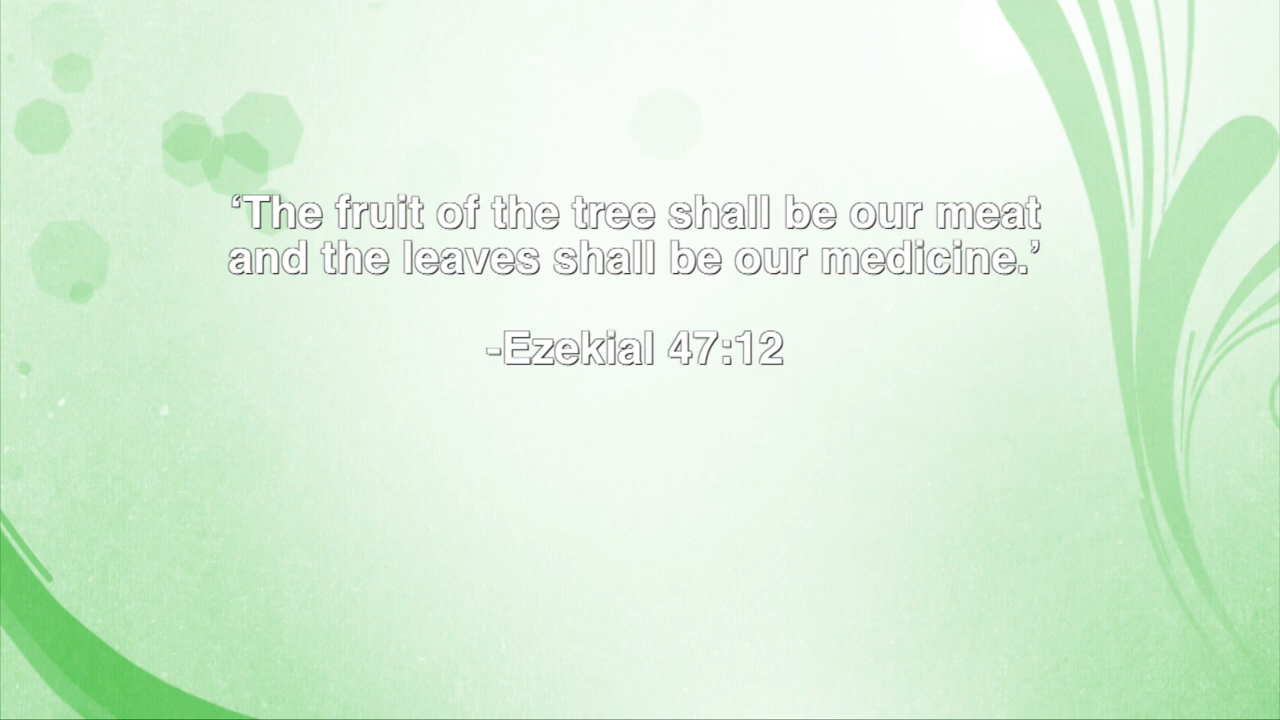 ‘The fruit of the tree shall be our meat
and the leaves shall be our medicine.’
-Ezekial 47:12